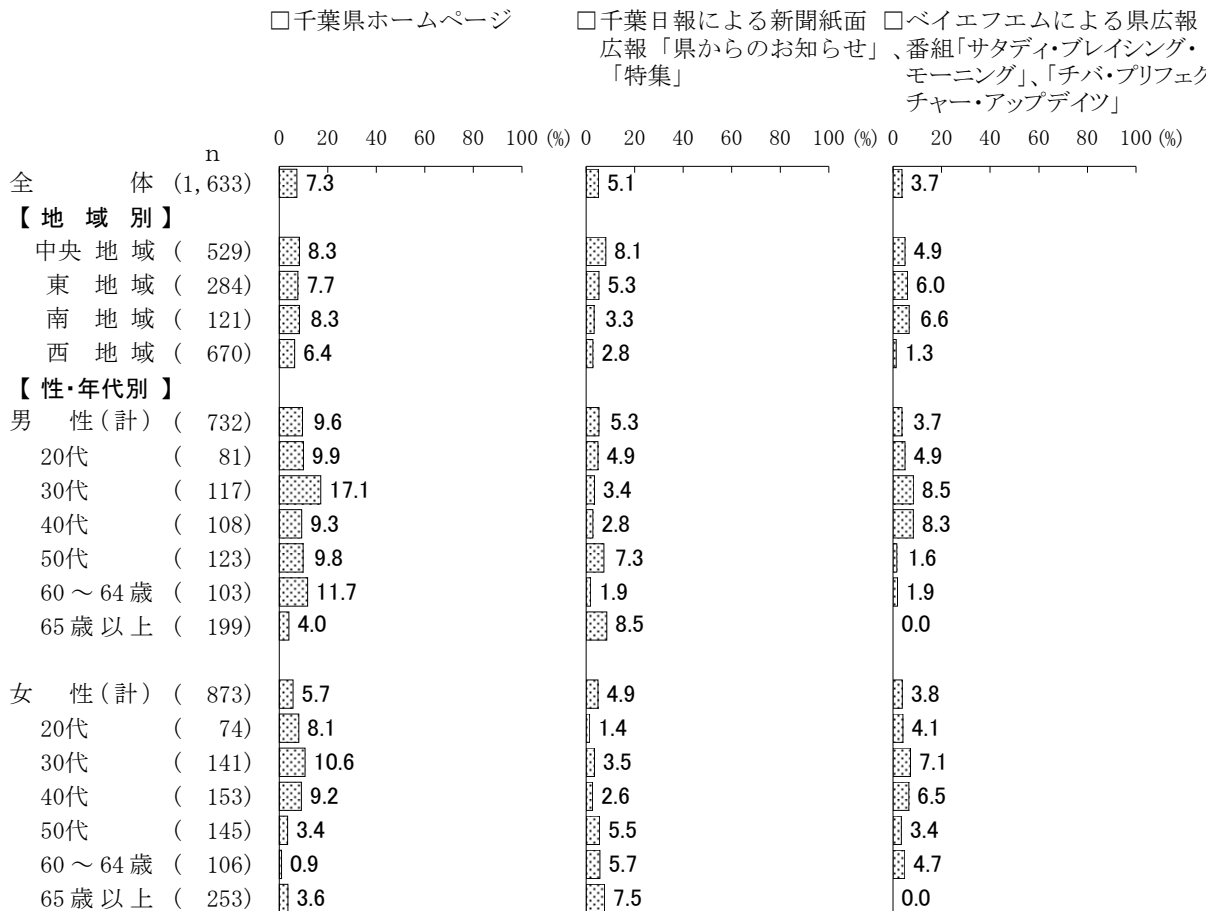 □千葉県ホームページ
□千葉日報による新聞紙面
広報「県からのお知らせ」、
「特集」
□ベイエフエムによる県広報
番組「サタディ・ブレイシング・
モーニング」、「チバ・プリフェク
チャー・アップデイツ」
0 20 40 60 80 100 (%) 0 20 40 60 80 100 (%) 0 20 40 60 80 100 (%)
n
全 体 (1,633) 7.3 5.1 3.7
【 地 域 別 】
中央 地 域 ( 529) 8.3 8.1 4.9
東 地 域 ( 284) 7.7 5.3 6.0
南 地 域 ( 121) 8.3 3.3 6.6
西 地 域 ( 670) 6.4 2.8 1.3
【 性・年代別 】
男 性(計) ( 732) 9.6 5.3 3.7
20代 ( 81) 9.9 4.9 4.9
30代 ( 117) 17.1 3.4 8.5
40代 ( 108) 9.3 2.8 8.3
50代 ( 123) 9.8 7.3 1.6
60～64歳 ( 103) 11.7 1.9 1.9
65歳以上 ( 199) 4.0 8.5 0.0
女 性(計) ( 873) 5.7 4.9 3.8
20代 ( 74) 8.1 1.4 4.1
30代 ( 141) 10.6 3.5 7.1
40代 ( 153) 9.2 2.6 6.5
50代 ( 145) 3.4 5.5 3.4
60～64歳 ( 106) 0.9 5.7 4.7
65歳以上 ( 253) 3.6 7.5 0.0